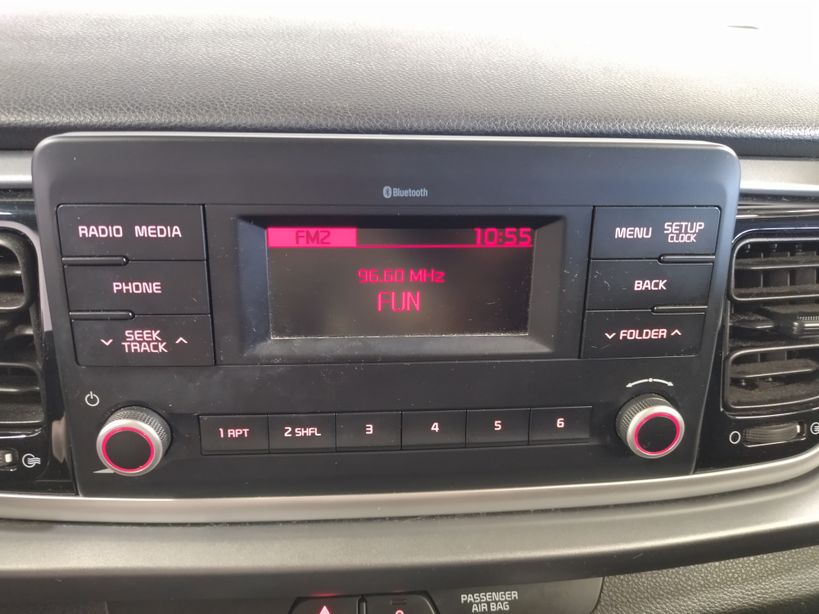 Bluetooth
RADIO MEDIA
FM2 10:55
MENU SETUP
CLOCK
96.60 MHz
PHONE
FUN
BACK
SEEK
TRACK
FOLDER
1 RPT 2 SHFL 3 4 5 6
PASSENGER
AIR BAG